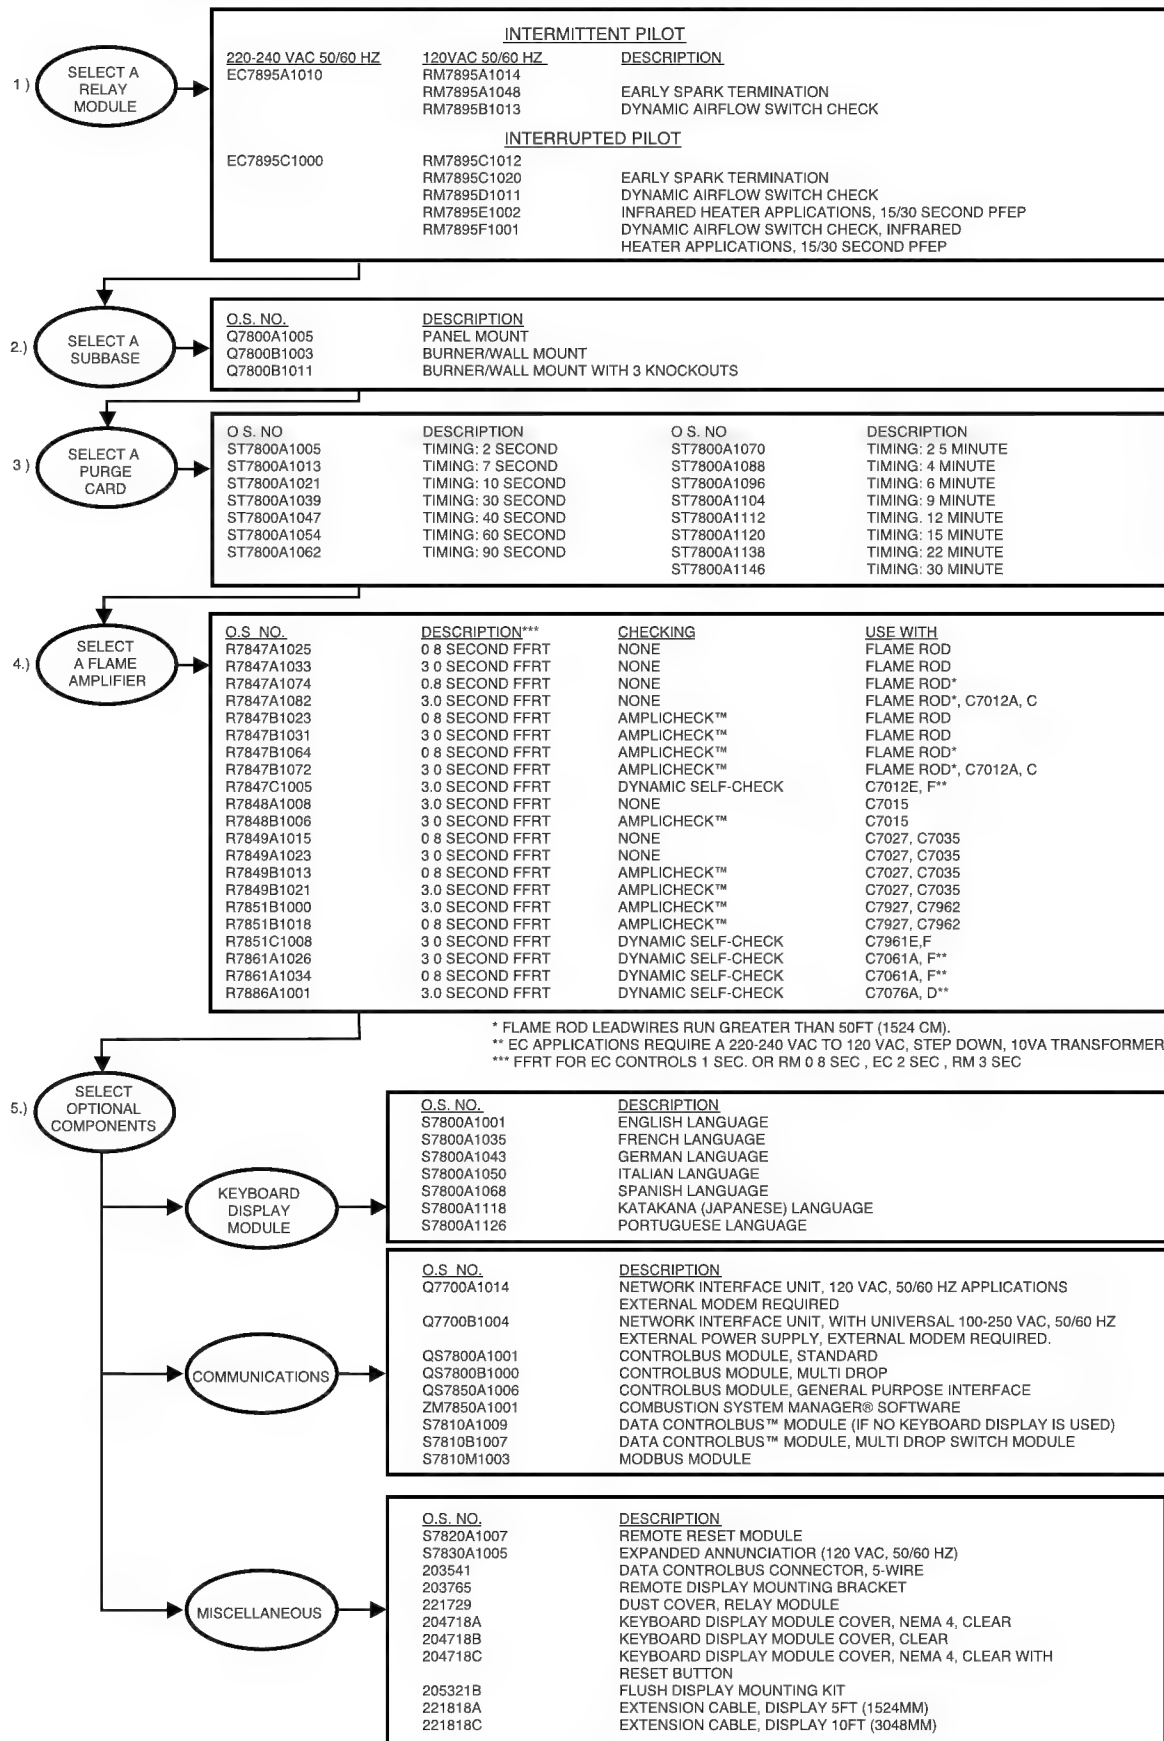 INTERMITTENT PILOT
220-240 VAC 50/60 HZ 120VAC 50/60 HZ DESCRIPTION
1 ) SELECT A RELAY MODULE
EC7895A1010 RM7895A1014
RM7895A1048 EARLY SPARK TERMINATION
RM7895B1013 DYNAMIC AIRFLOW SWITCH CHECK
INTERRUPTED PILOT
EC7895C1000 RM7895C1012
RM7895C1020 EARLY SPARK TERMINATION
RM7895D1011 DYNAMIC AIRFLOW SWITCH CHECK
RM7895E1002 INFRARED HEATER APPLICATIONS, 15/30 SECOND PFEP
RM7895F1001 DYNAMIC AIRFLOW SWITCH CHECK, INFRARED
HEATER APPLICATIONS, 15/30 SECOND PFEP
2.) SELECT A SUBBASE
O.S. NO. DESCRIPTION
Q7800A1005 PANEL MOUNT
Q7800B1003 BURNER/WALL MOUNT
Q7800B1011 BURNER/WALL MOUNT WITH 3 KNOCKOUTS
3 ) SELECT A PURGE CARD
O S. NO DESCRIPTION O S. NO DESCRIPTION
ST7800A1005 TIMING: 2 SECOND ST7800A1070 TIMING: 2 5 MINUTE
ST7800A1013 TIMING: 7 SECOND ST7800A1088 TIMING: 4 MINUTE
ST7800A1021 TIMING: 10 SECOND ST7800A1096 TIMING: 6 MINUTE
ST7800A1039 TIMING: 30 SECOND ST7800A1104 TIMING: 9 MINUTE
ST7800A1047 TIMING: 40 SECOND ST7800A1112 TIMING. 12 MINUTE
ST7800A1054 TIMING: 60 SECOND ST7800A1120 TIMING: 15 MINUTE
ST7800A1062 TIMING: 90 SECOND ST7800A1138 TIMING: 22 MINUTE
ST7800A1146 TIMING: 30 MINUTE
4.) SELECT A FLAME AMPLIFIER
O.S NO. DESCRIPTION*** CHECKING USE WITH
R7847A1025 0 8 SECOND FFRT NONE FLAME ROD
R7847A1033 3 0 SECOND FFRT NONE FLAME ROD
R7847A1074 0.8 SECOND FFRT NONE FLAME ROD*
R7847A1082 3.0 SECOND FFRT NONE FLAME ROD*, C7012A, C
R7847B1023 0 8 SECOND FFRT AMPLICHECK™ FLAME ROD
R7847B1031 3 0 SECOND FFRT AMPLICHECK™ FLAME ROD
R7847B1064 0 8 SECOND FFRT AMPLICHECK™ FLAME ROD*
R7847B1072 3 0 SECOND FFRT AMPLICHECK™ FLAME ROD*, C7012A, C
R7847C1005 3.0 SECOND FFRT DYNAMIC SELF-CHECK C7012E, F**
R7848A1008 3.0 SECOND FFRT NONE C7015
R7848B1006 3 0 SECOND FFRT AMPLICHECK™ C7015
R7849A1015 0 8 SECOND FFRT NONE C7027, C7035
R7849A1023 3 0 SECOND FFRT NONE C7027, C7035
R7849B1013 0 8 SECOND FFRT AMPLICHECK™ C7027, C7035
R7849B1021 3.0 SECOND FFRT AMPLICHECK™ C7027, C7035
R7851B1000 3.0 SECOND FFRT AMPLICHECK™ C7927, C7962
R7851B1018 0 8 SECOND FFRT AMPLICHECK™ C7927, C7962
R7851C1008 3 0 SECOND FFRT DYNAMIC SELF-CHECK C7961E,F
R7861A1026 3 0 SECOND FFRT DYNAMIC SELF-CHECK C7061A, F**
R7861A1034 0 8 SECOND FFRT DYNAMIC SELF-CHECK C7061A, F**
R7886A1001 3.0 SECOND FFRT DYNAMIC SELF-CHECK C7076A, D**
* FLAME ROD LEADWIRES RUN GREATER THAN 50FT (1524 CM).
** EC APPLICATIONS REQUIRE A 220-240 VAC TO 120 VAC, STEP DOWN, 10VA TRANSFORMER
*** FFRT FOR EC CONTROLS 1 SEC. OR RM 0 8 SEC , EC 2 SEC , RM 3 SEC
5.) SELECT OPTIONAL COMPONENTS
KEYBOARD DISPLAY MODULE
O.S. NO. DESCRIPTION
S7800A1001 ENGLISH LANGUAGE
S7800A1035 FRENCH LANGUAGE
S7800A1043 GERMAN LANGUAGE
S7800A1050 ITALIAN LANGUAGE
S7800A1068 SPANISH LANGUAGE
S7800A1118 KATAKANA (JAPANESE) LANGUAGE
S7800A1126 PORTUGUESE LANGUAGE
COMMUNICATIONS
O.S NO. DESCRIPTION
Q7700A1014 NETWORK INTERFACE UNIT, 120 VAC, 50/60 HZ APPLICATIONS
EXTERNAL MODEM REQUIRED
Q7700B1004 NETWORK INTERFACE UNIT, WITH UNIVERSAL 100-250 VAC, 50/60 HZ
EXTERNAL POWER SUPPLY, EXTERNAL MODEM REQUIRED.
QS7800A1001 CONTROLBUS MODULE, STANDARD
QS7800B1000 CONTROLBUS MODULE, MULTI DROP
QS7850A1006 CONTROLBUS MODULE, GENERAL PURPOSE INTERFACE
ZM7850A1001 COMBUSTION SYSTEM MANAGER® SOFTWARE
S7810A1009 DATA CONTROLBUS™ MODULE (IF NO KEYBOARD DISPLAY IS USED)
S7810B1007 DATA CONTROLBUS™ MODULE, MULTI DROP SWITCH MODULE
S7810M1003 MODBUS MODULE
MISCELLANEOUS
O.S. NO. DESCRIPTION
S7820A1007 REMOTE RESET MODULE
S7830A1005 EXPANDED ANNUNCIATIOR (120 VAC, 50/60 HZ)
203541 DATA CONTROLBUS CONNECTOR, 5-WIRE
203765 REMOTE DISPLAY MOUNTING BRACKET
221729 DUST COVER, RELAY MODULE
204718A KEYBOARD DISPLAY MODULE COVER, NEMA 4, CLEAR
204718B KEYBOARD DISPLAY MODULE COVER, CLEAR
204718C KEYBOARD DISPLAY MODULE COVER, NEMA 4, CLEAR WITH
RESET BUTTON
205321B FLUSH DISPLAY MOUNTING KIT
221818A EXTENSION CABLE, DISPLAY 5FT (1524MM)
221818C EXTENSION CABLE, DISPLAY 10FT (3048MM)